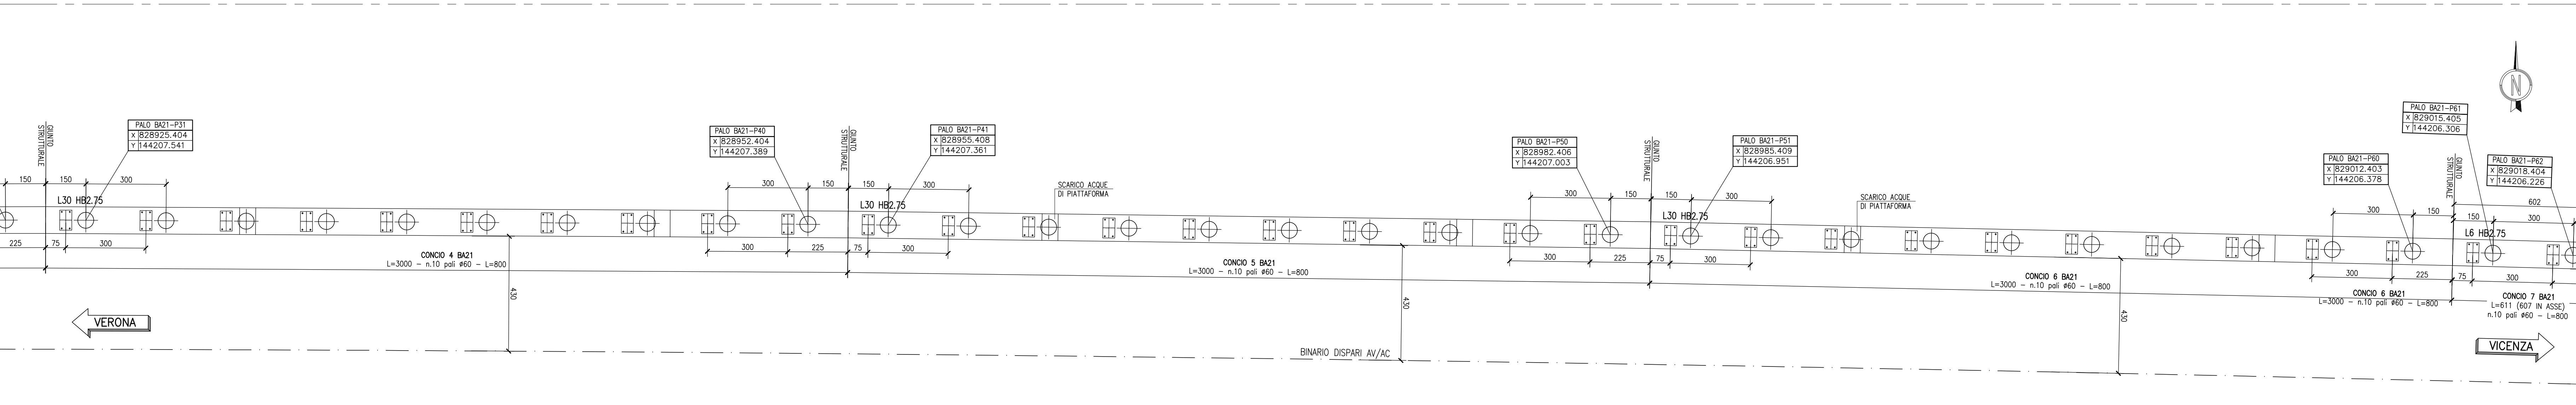 GIUNTO
STRUTTURALE
PALO BA21-P31
X 828925.404
Y 144207.541
150
150
300
L30 HB2.75
225
75
300
CONCIO 4 BA21
L=3000 - n.10 pali ø60 - L=800
430
VERONA
PALO BA21-P40
X 828952.404
Y 144207.389
GIUNTO
STRUTTURALE
PALO BA21-P41
X 828955.408
Y 144207.361
300
150
150
300
L30 HB2.75
300
225
75
300
SCARICO ACQUE
DI PIATTAFORMA
CONCIO 5 BA21
L=3000 - n.10 pali ø60 - L=800
BINARIO DISPARI AV/AC
430
PALO BA21-P50
X 828982.406
Y 144207.003
GIUNTO
STRUTTURALE
PALO BA21-P51
X 828985.409
Y 144206.951
300
150
150
300
L30 HB2.75
300
225
75
300
SCARICO ACQUE
DI PIATTAFORMA
CONCIO 6 BA21
L=3000 - n.10 pali ø60 - L=800
430
N
PALO BA21-P61
X 829015.405
Y 144206.306
PALO BA21-P60
X 829012.403
Y 144206.378
GIUNTO
STRUTTURALE
PALO BA21-P62
X 829018.404
Y 144206.226
602
300
150
150
300
L6 HB2.75
300
225
75
300
CONCIO 6 BA21
L=3000 - n.10 pali ø60 - L=800
CONCIO 7 BA21
L=611 (607 IN ASSE)
n.10 pali ø60 - L=800
VICENZA